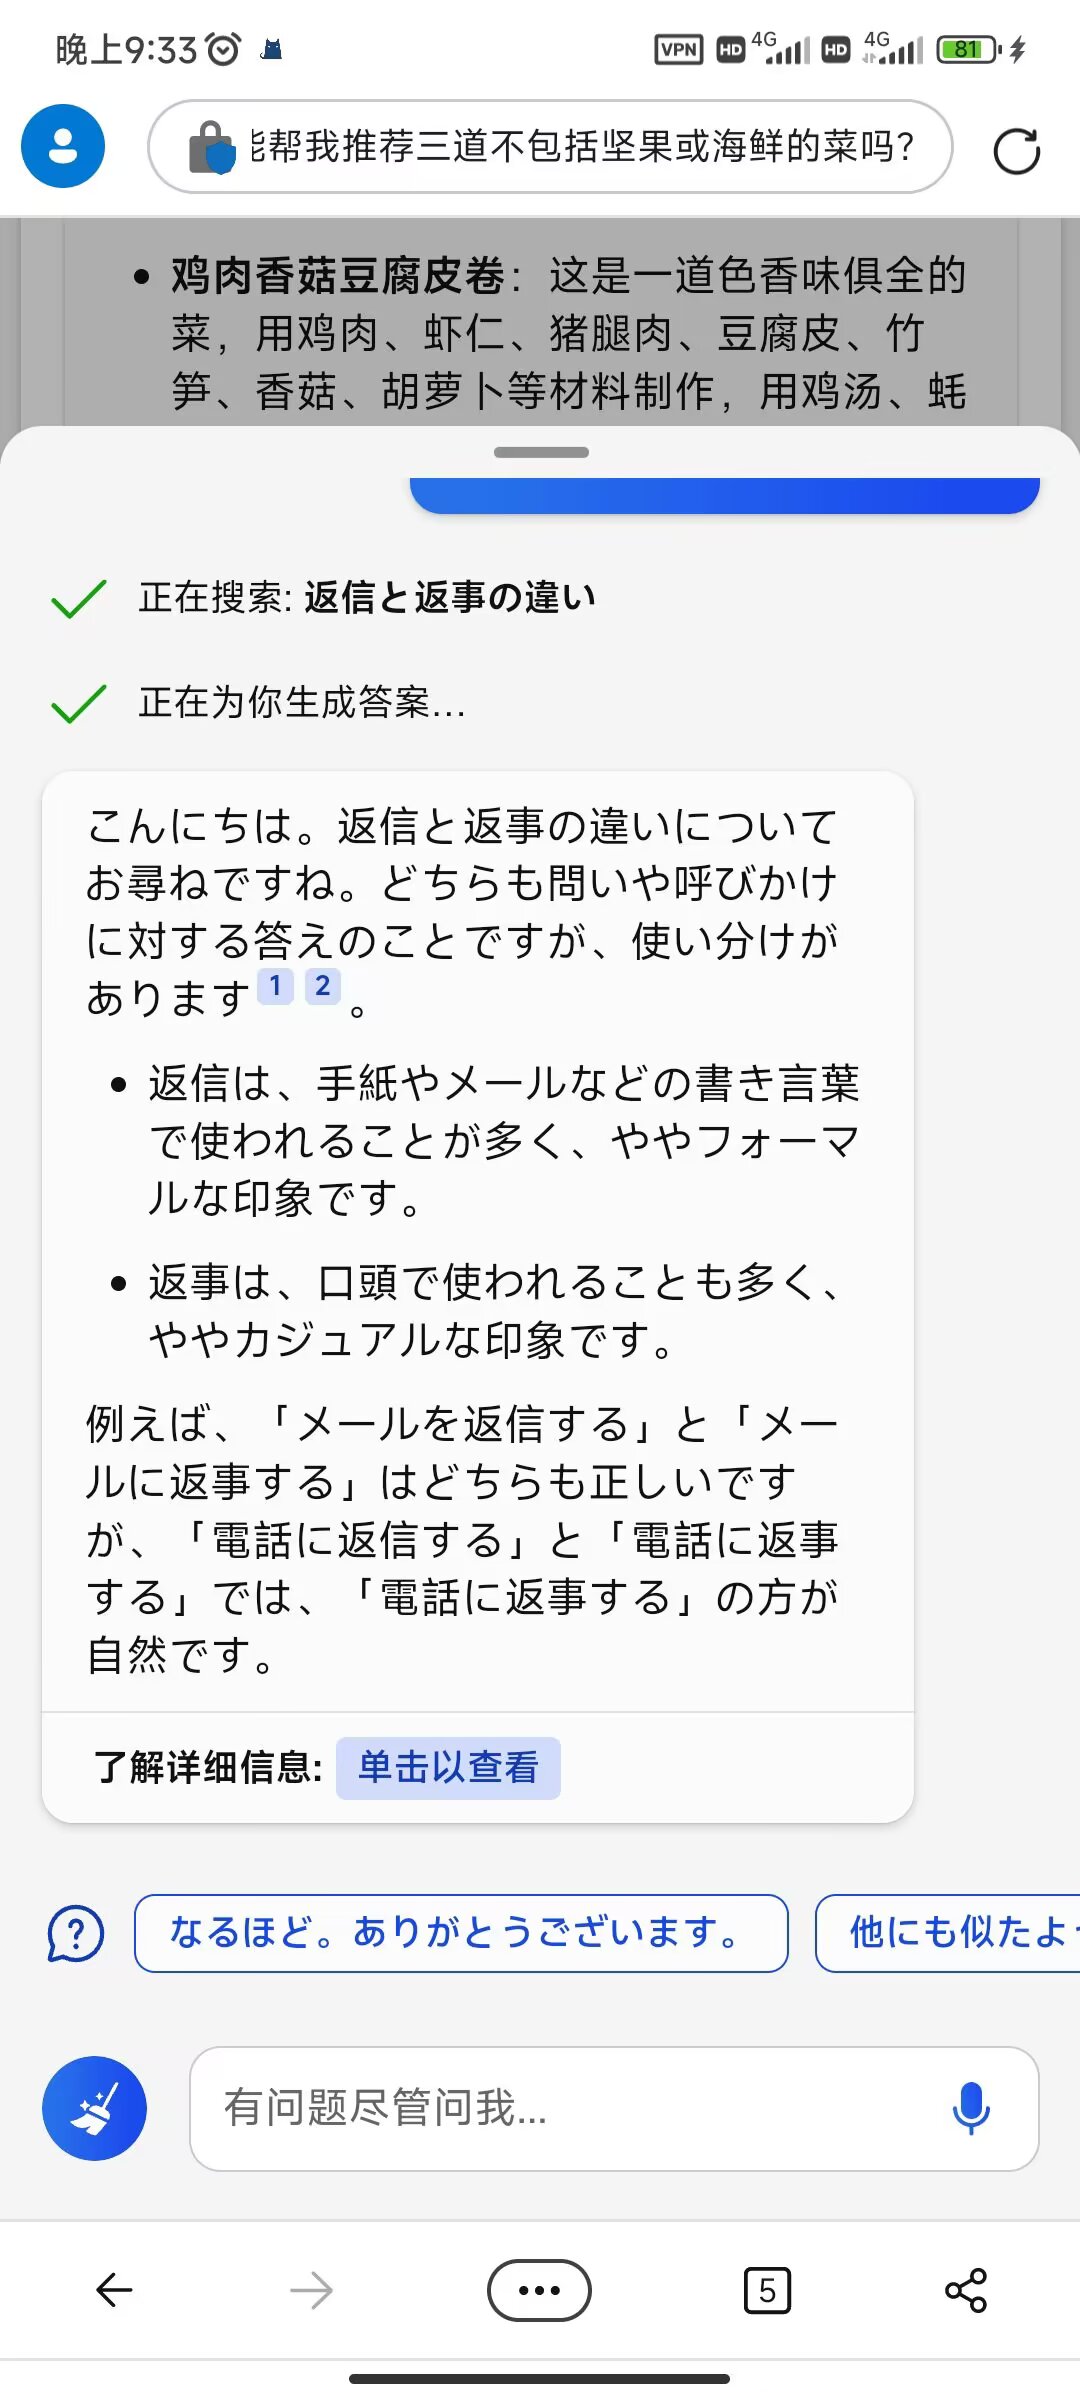 晚上9:33
VPN HD 4G HD 4G 81
帮我推荐三道不包括坚果或海鲜的菜吗?
• 鸡肉香菇豆腐皮卷：这是一道色香味俱全的
菜，用鸡肉、虾仁、猪腿肉、豆腐皮、竹
笋、香菇、胡萝卜等材料制作，用鸡汤、蚝
正在搜索: 返信と返事の違い
正在为你生成答案...
こんにちは。返信と返事の違いについて
お尋ねですね。どちらも問いや呼びかけ
に対する答えのことですが、使い分けが
あります 1 2 。
• 返信は、手紙やメールなどの書き言葉
で使われることが多く、ややフォーマ
ルな印象です。
• 返事は、口頭で使われることも多く、
ややカジュアルな印象です。
例えば、「メールを返信する」と「メー
ルに返事する」はどちらも正しいです
が、「電話に返信する」と「電話に返事
する」では、「電話に返事する」の方が
自然です。
了解详细信息: 单击以查看
なるほど。ありがとうございます。
他にも似たよ
有问题尽管问我...
5